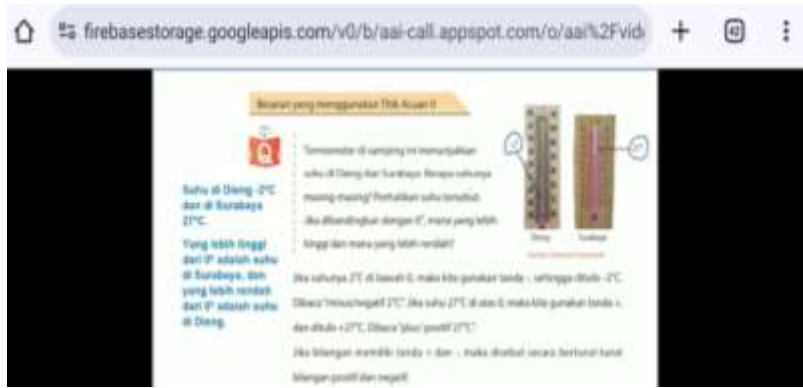 firebasestorage.googleapis.com/v0/b/aai-call.appspot.com/o/aai%2Fvid
Besaran yang menggunakan Titik Acuan 0
Q
Termometer di samping ini menunjukkan
suhu di Dieng dan Surabaya. Berapa suhunya
masing-masing? Perhatikan suhu tersebut.
Jika dibandingkan dengan 0°, mana yang lebih
tinggi dan mana yang lebih rendah?
Suhu di Dieng -2°C
dan di Surabaya
27°C.
Yang lebih tinggi
dari 0° adalah suhu
di Surabaya, dan
yang lebih rendah
dari 0° adalah suhu
di Dieng.
Dieng
Surabaya
Jika suhunya 2°C di bawah 0, maka kita gunakan tanda -, sehingga ditulis -2°C.
Dibaca "minus/negatif 2°C". Jika suhu 27°C di atas 0, maka kita gunakan tanda +,
dan ditulis +27°C. Dibaca "plus/ positif 27°C".
Jika bilangan memiliki tanda + dan -, maka disebut secara berturut-turut
bilangan positif dan negatif.